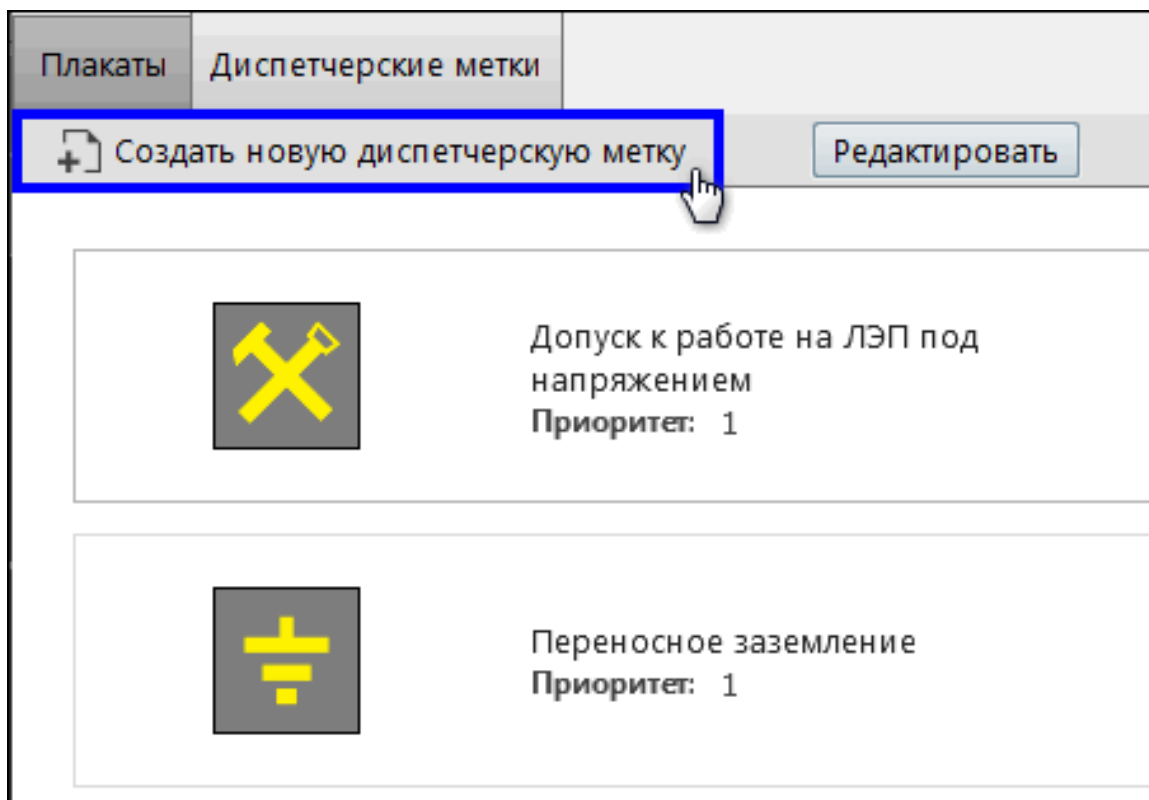 Плакаты
Диспетчерские метки
Создать новую диспетчерскую метку
Редактировать
Допуск к работе на ЛЭП под
напряжением
Приоритет: 1
Переносное заземление
Приоритет: 1